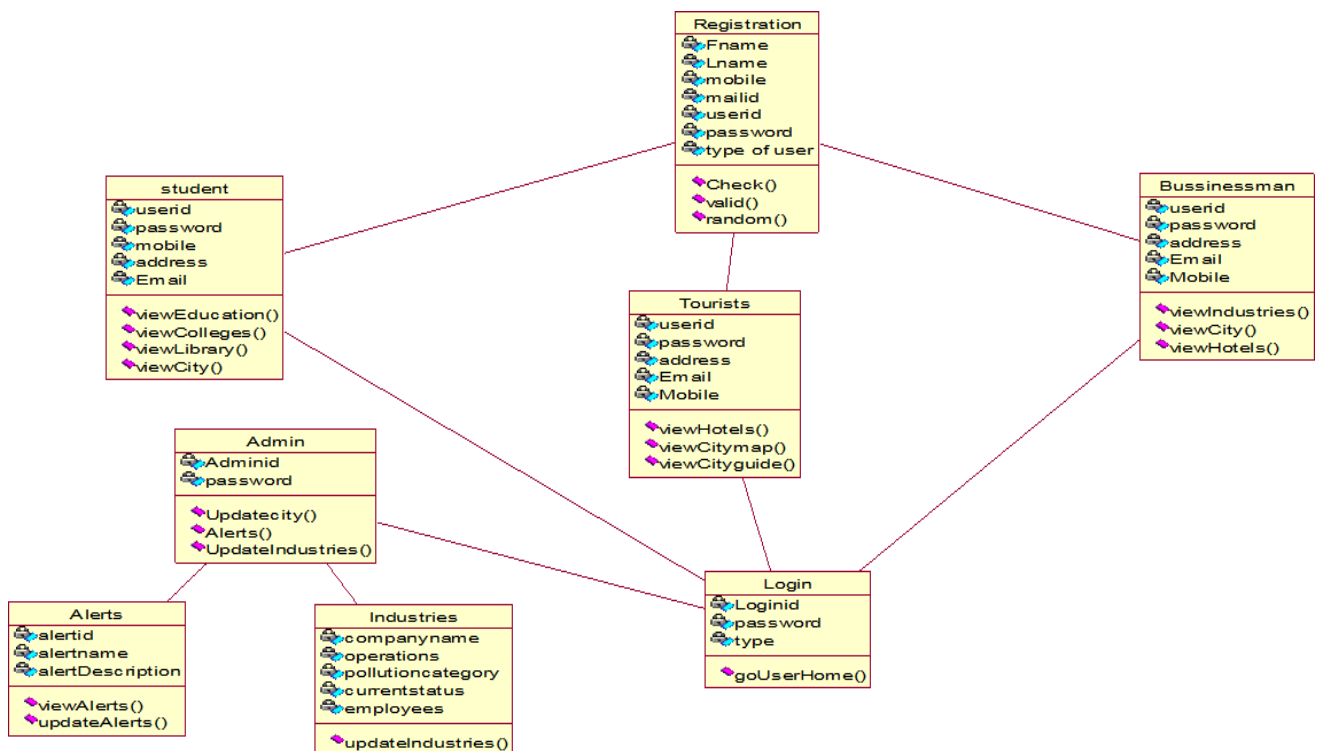 Registration
Fname
Lname
mobile
mailid
userid
password
type of user
Check()
valid()
random()
student
userid
password
mobile
address
Email
viewEducation()
viewColleges()
viewLibrary()
viewCity()
Bussinessman
userid
password
address
Email
Mobile
viewIndustries()
viewCity()
viewHotels()
Tourists
userid
password
address
Email
Mobile
viewHotels()
viewCitymap()
viewCityguide()
Admin
Adminid
password
Updatecity()
Alerts()
UpdateIndustries()
Login
Loginid
password
type
goUserHome()
Alerts
alertid
alertname
alertDescription
viewAlerts()
updateAlerts()
Industries
companyname
operations
pollutioncategory
currentstatus
employees
updateIndustries()